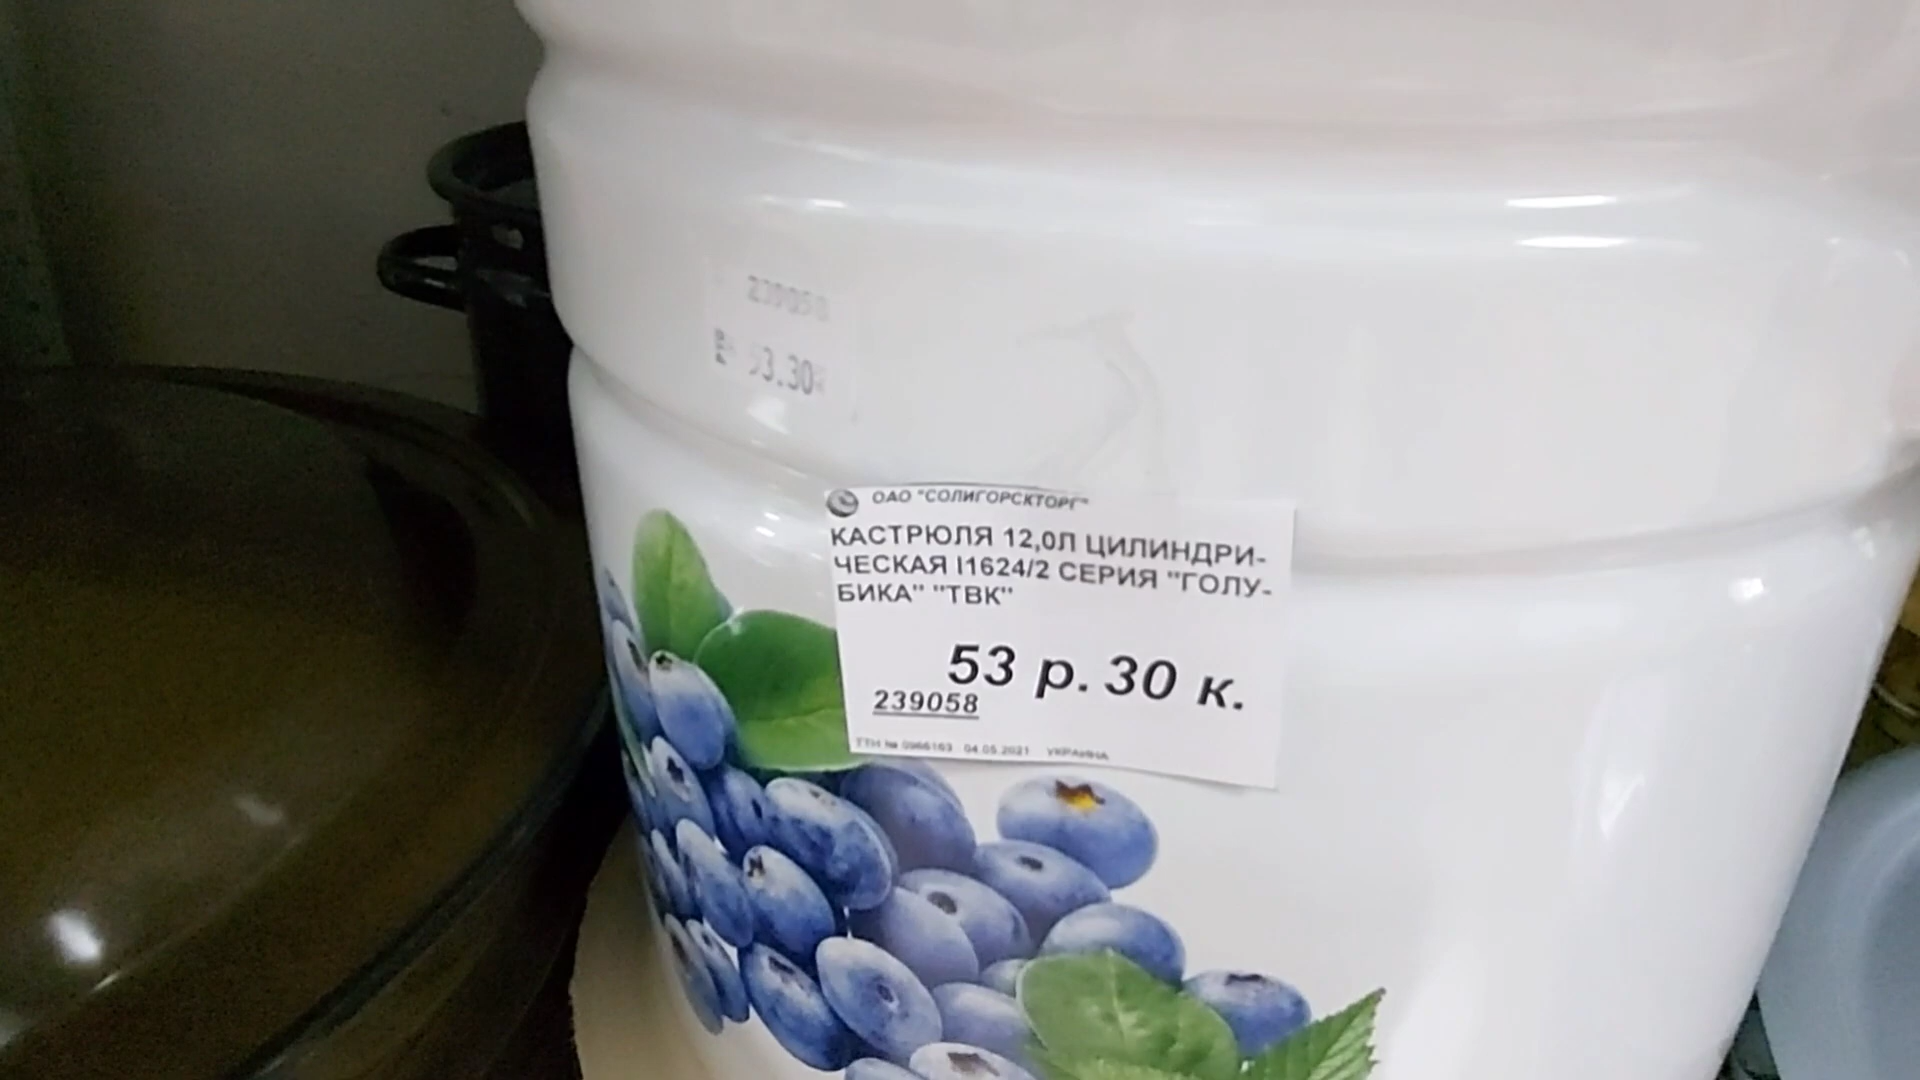 239058
53.30
ОАО "СОЛИГОРСКТОРГ"
КАСТРЮЛЯ 12,0Л ЦИЛИНДРИ-
ЧЕСКАЯ I1624/2 СЕРИЯ "ГОЛУ-
БИКА" "ТВК"
53 р. 30 к.
239058
ТТН № 0966163 04.05.2021 УКРАИНА